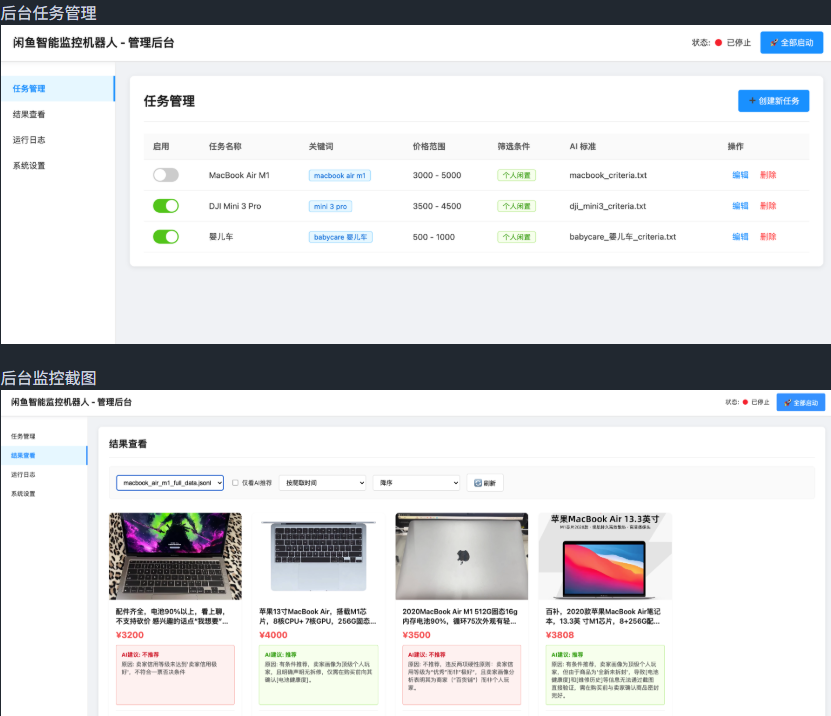 后台任务管理
闲鱼智能监控机器人 - 管理后台
状态: 已停止 🚀 全部启动
任务管理
结果查看
运行日志
系统设置
任务管理
➕ 创建新任务
启用 任务名称 关键词 价格范围 筛选条件 AI 标准 操作
MacBook Air M1 macbook air m1 3000 - 5000 个人闲置 macbook_criteria.txt 编辑 删除
DJI Mini 3 Pro mini 3 pro 3500 - 4500 个人闲置 dji_mini3_criteria.txt 编辑 删除
婴儿车 babycare 婴儿车 500 - 1000 个人闲置 babycare_婴儿车_criteria.txt 编辑 删除
后台监控截图
闲鱼智能监控机器人 - 管理后台
状态: 已停止 🚀 全部启动
任务管理
结果查看
运行日志
系统设置
结果查看
macbook_air_m1_full_data.jsonl 仅看AI推荐 按爬取时间 降序 刷新
配件齐全，电池90%以上，看上聊，
不支持砍价 感兴趣的话点“我想要”...
¥3200
AI建议: 不推荐
原因: 卖家信用等级未达到'卖家信用极
好'，不符合一票否决条件
苹果13寸MacBook Air，搭载M1芯
片，8核CPU+ 7核GPU，256G固态...
¥4000
AI建议: 推荐
原因: 有条件推荐，卖家画像为顶级个人玩
家，且明确声明无拆修，仅需在购买前向其
确认[电池健康度]。
2020MacBook Air M1 512G固态16g
内存电池90%，循环75次外观有轻...
¥3500
AI建议: 不推荐
原因: 不推荐，违反两项硬性原则：卖家信
用等级为"优秀"而非"极好"，且卖家画像分
析表明其为商家（"百货铺"）而非个人玩
家。
苹果MacBook Air 13.3英寸
百补，2020款苹果MacBook Air笔记
本，13.3英 寸M1芯片，8+256G配...
¥3808
AI建议: 推荐
原因: 有条件推荐，卖家画像为顶级个人玩
家，但由于商品为'全新未拆封'，导致[电池
健康度]和[维修历史]等信息无法通过截图
直接验证，需在购买前与卖家确认商品密封
完好。